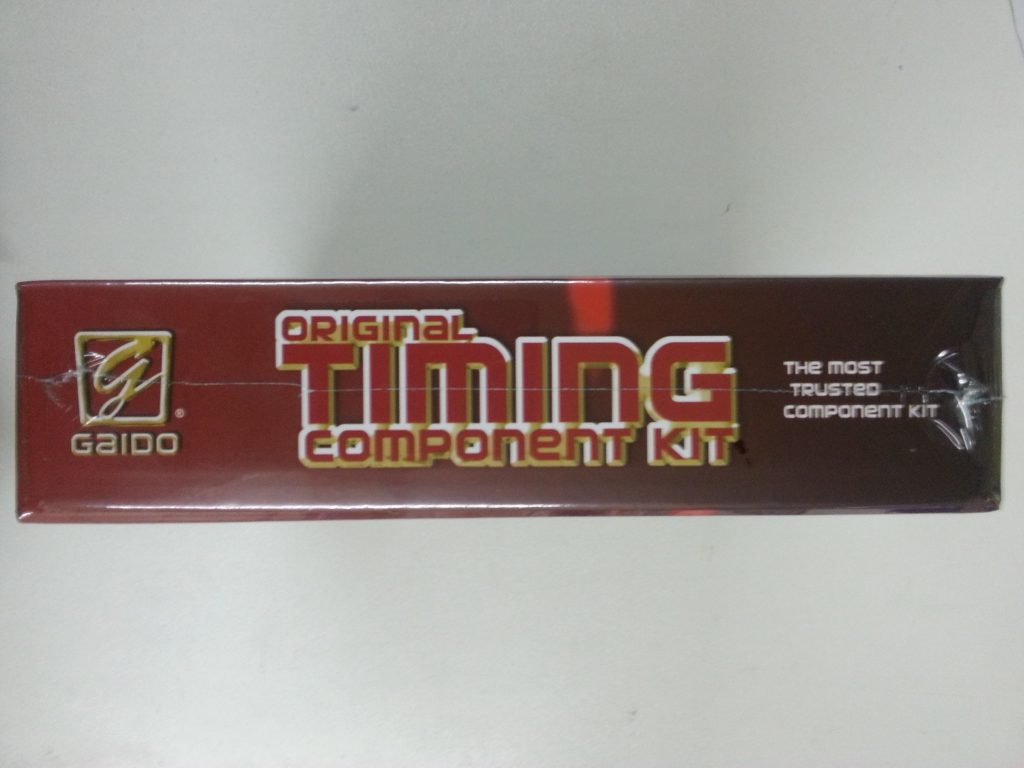 GaIDO
ORIGInaL
TImInG
COmPOnEnT KIT
THE mOST
TRUSTED
COmPOnEnT KIT